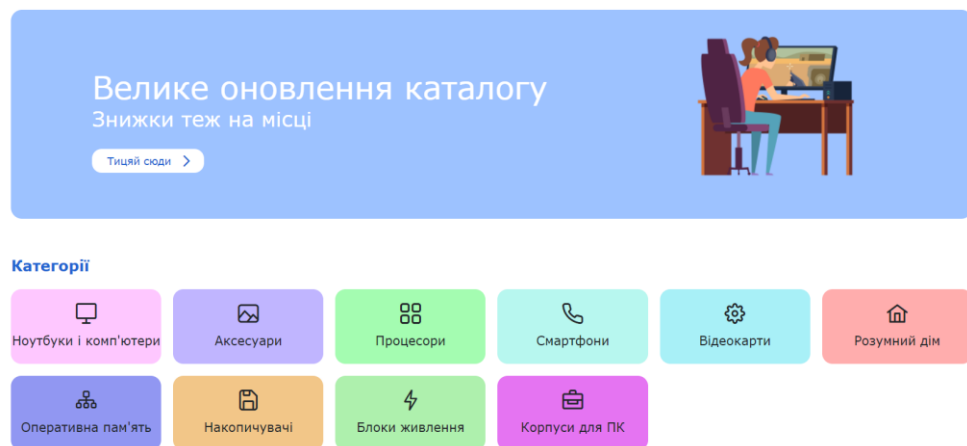 Велике оновлення каталогу
Знижки теж на місці
Тицяй сюди
Категорії
Ноутбуки і комп'ютери
Аксесуари
Процесори
Смартфони
Відеокарти
Розумний дім
Оперативна пам'ять
Накопичувачі
Блоки живлення
Корпуси для ПК